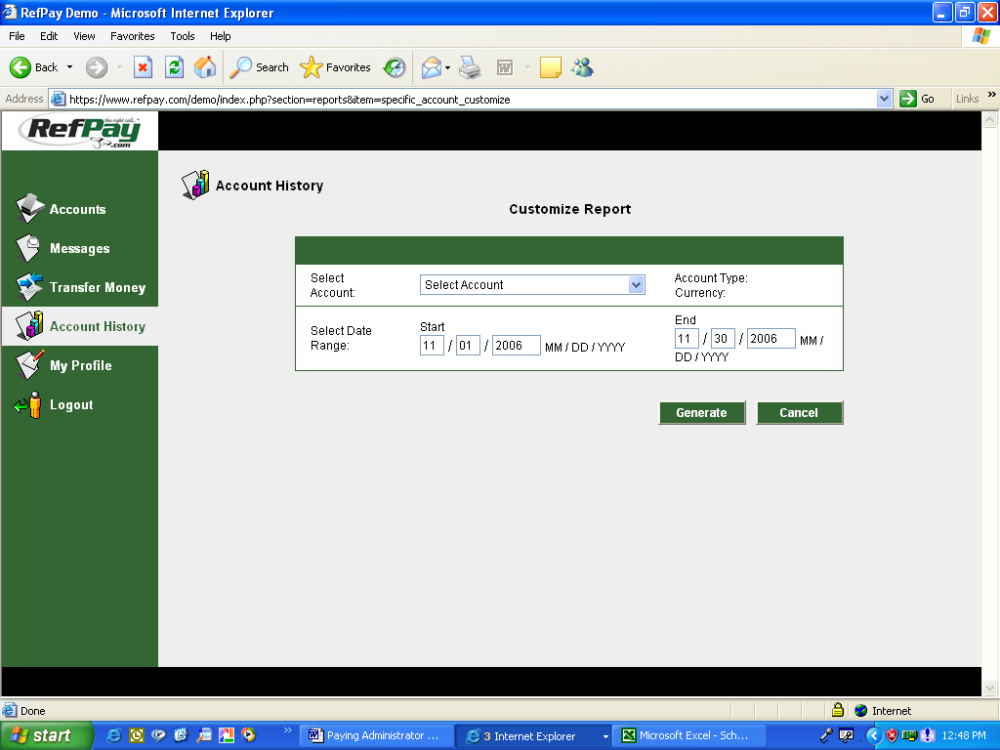 RefPay Demo - Microsoft Internet Explorer
File Edit View Favorites Tools Help
Back Search Favorites
Address https://www.refpay.com/demo/index.php?section=reports&item=specific_account_customize Go Links »
the right call...
RefPay
.com
Accounts
Messages
Transfer Money
Account History
My Profile
Logout
Account History
Customize Report
Select Account: Select Account
Account Type:
Currency:
Select Date Range:
Start
11 / 01 / 2006 MM / DD / YYYY
End
11 / 30 / 2006 MM /
DD / YYYY
Generate Cancel
Done Internet
start » Paying Administrator ... 3 Internet Explorer Microsoft Excel - Sch... 12:48 PM